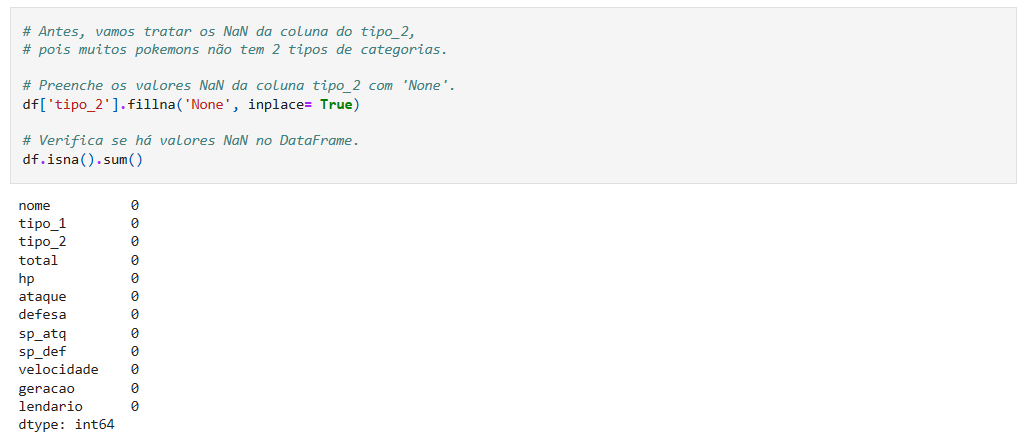 # Antes, vamos tratar os NaN da coluna do tipo_2,
# pois muitos pokemons não tem 2 tipos de categorias.
# Preenche os valores NaN da coluna tipo_2 com 'None'.
df['tipo_2'].fillna('None', inplace= True)
# Verifica se há valores NaN no DataFrame.
df.isna().sum()
nome 0
tipo_1 0
tipo_2 0
total 0
hp 0
ataque 0
defesa 0
sp_atq 0
sp_def 0
velocidade 0
geracao 0
lendario 0
dtype: int64